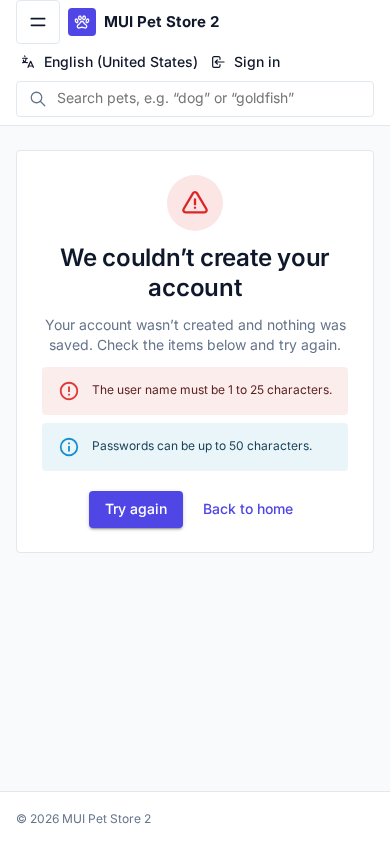 MUI Pet Store 2
English (United States)
Sign in
Search pets, e.g. “dog” or “goldfish”
We couldn’t create your
account
Your account wasn’t created and nothing was
saved. Check the items below and try again.
The user name must be 1 to 25 characters.
Passwords can be up to 50 characters.
Try again
Back to home
© 2026 MUI Pet Store 2